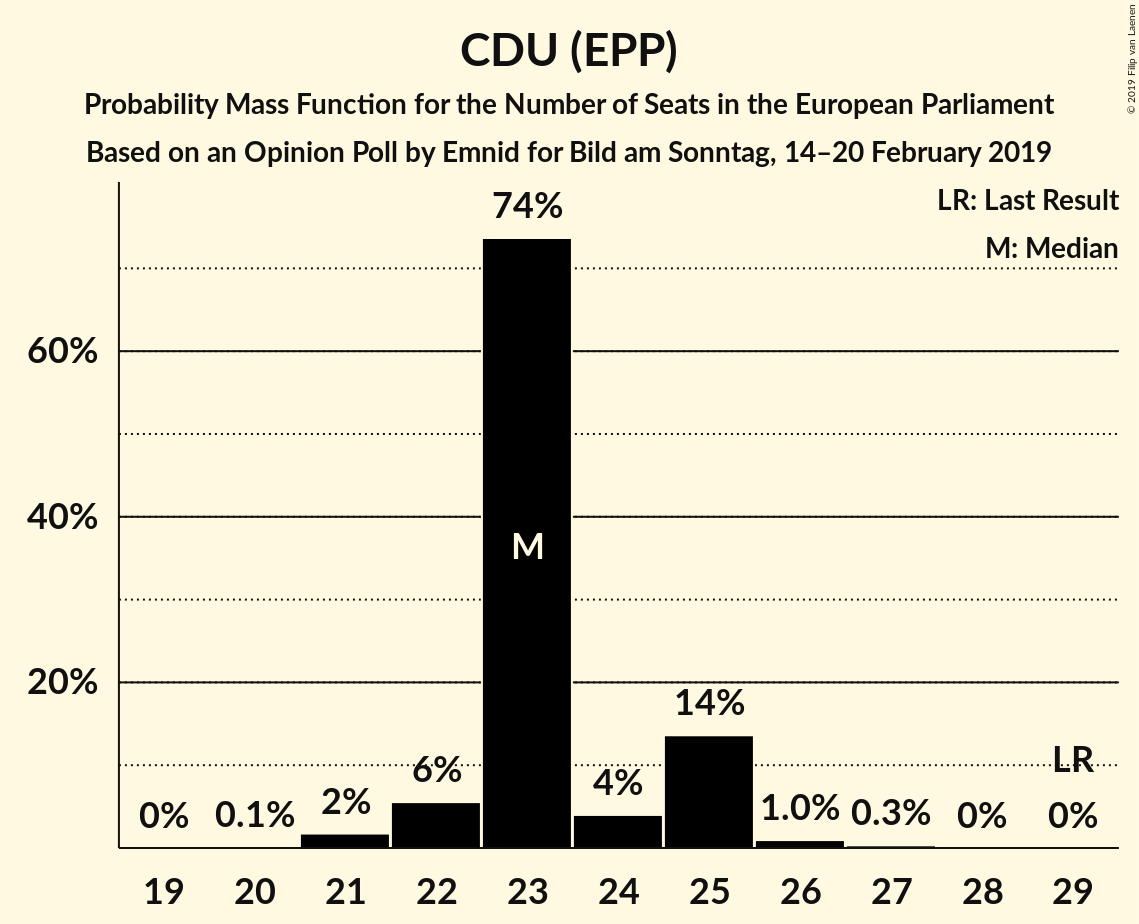 CDU (EPP)
Probability Mass Function for the Number of Seats in the European Parliament
Based on an Opinion Poll by Emnid for Bild am Sonntag, 14–20 February 2019
© 2019 Filip van Laenen
LR: Last Result
M: Median
74%
60%
40%
M
20%
14%
6%
LR
0%
0.1%
2%
4%
1.0%
0.3%
0%
0%
19 20 21 22 23 24 25 26 27 28 29